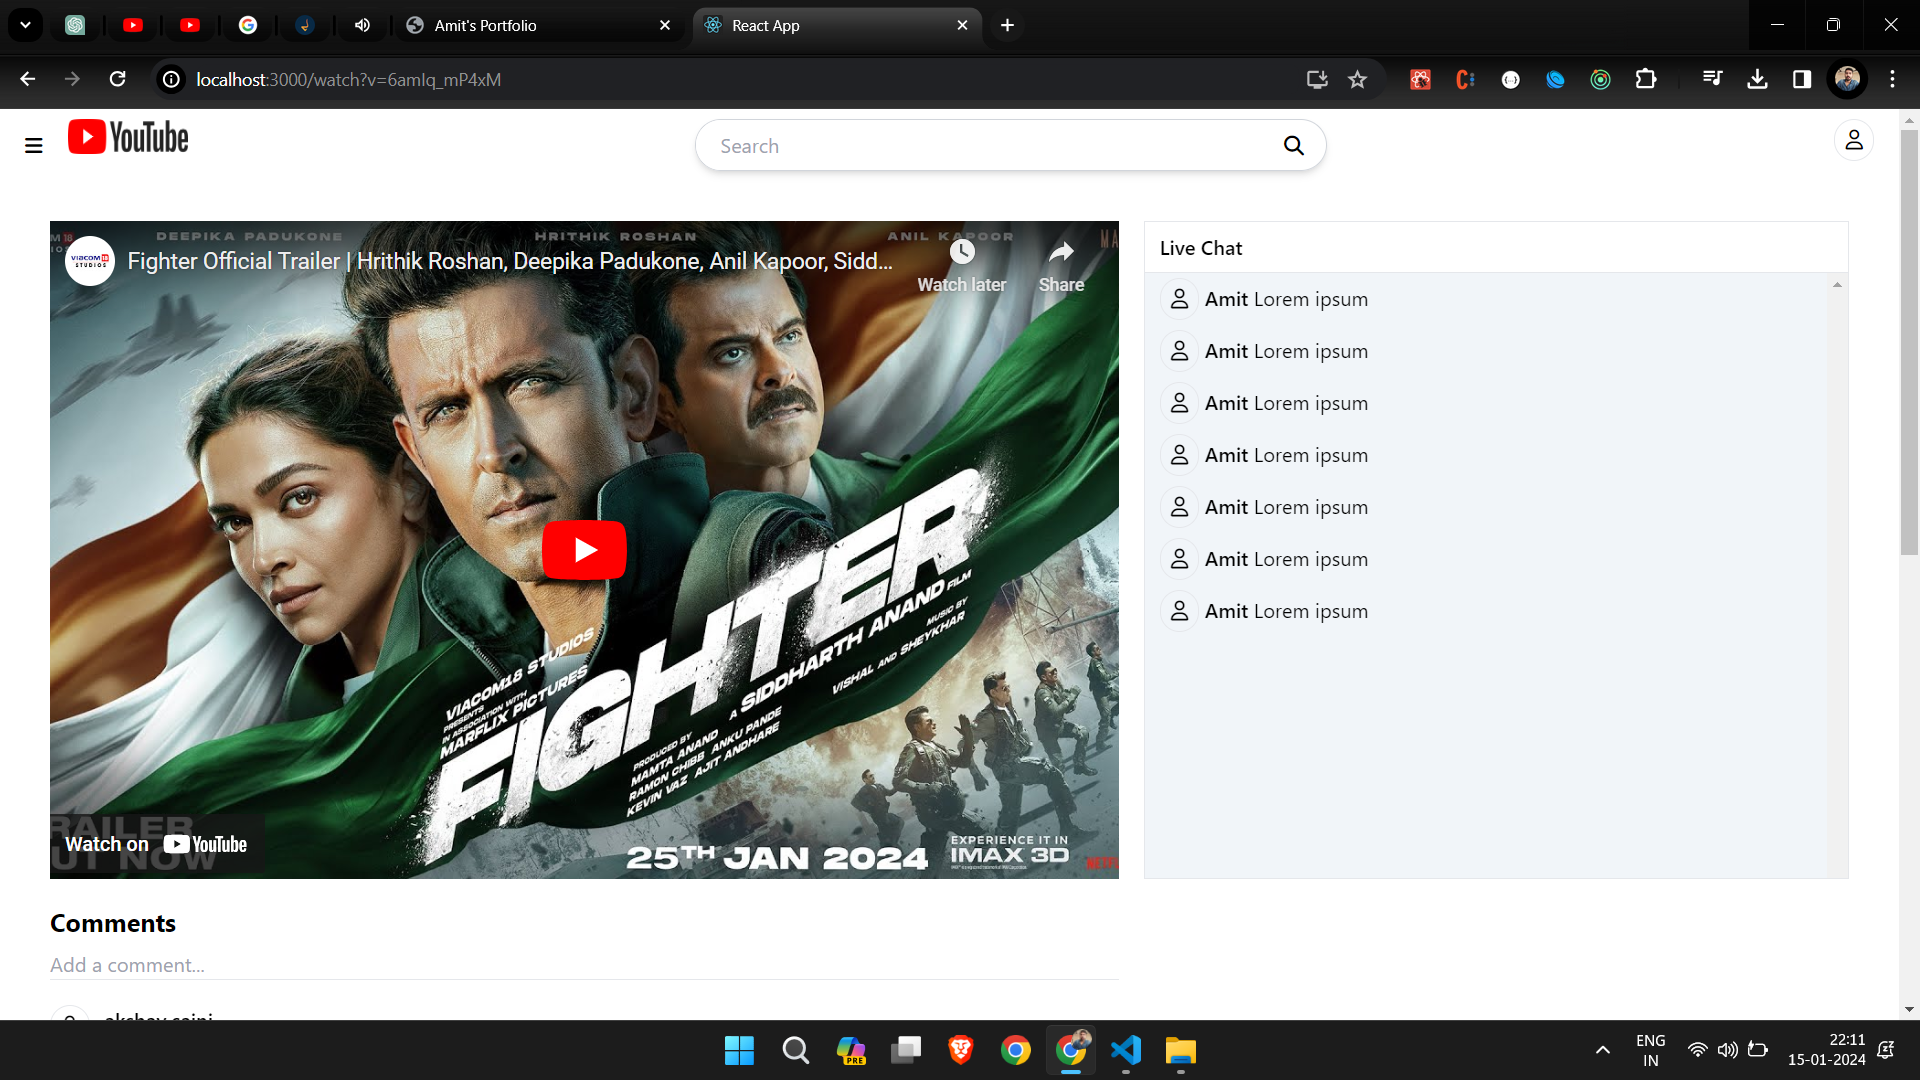 Amit's Portfolio
React App
localhost:3000/watch?v=6amIq_mP4xM
YouTube
Search
DEEPIKA PADUKONE
HRITHIK ROSHAN
ANIL KAPOOR
VIACOM18
STUDIOS
Fighter Official Trailer | Hrithik Roshan, Deepika Padukone, Anil Kapoor, Sidd...
Watch later
Share
VIACOM18 STUDIOS
PRESENTS
IN ASSOCIATION WITH
MARFLIX PICTURES
FIGHTER
A SIDDHARTH ANAND FILM
MUSIC BY
VISHAL AND SHEYKHAR
PRODUCED BY
MAMTA ANAND
RAMON CHIBB ANKU PANDE
KEVIN VAZ AJIT ANDHARE
Watch on YouTube
25TH JAN 2024
EXPERIENCE IT IN
IMAX 3D
Live Chat
Amit Lorem ipsum
Amit Lorem ipsum
Amit Lorem ipsum
Amit Lorem ipsum
Amit Lorem ipsum
Amit Lorem ipsum
Amit Lorem ipsum
Comments
Add a comment...
akshay saini
PRE
ENG
IN
22:11
15-01-2024